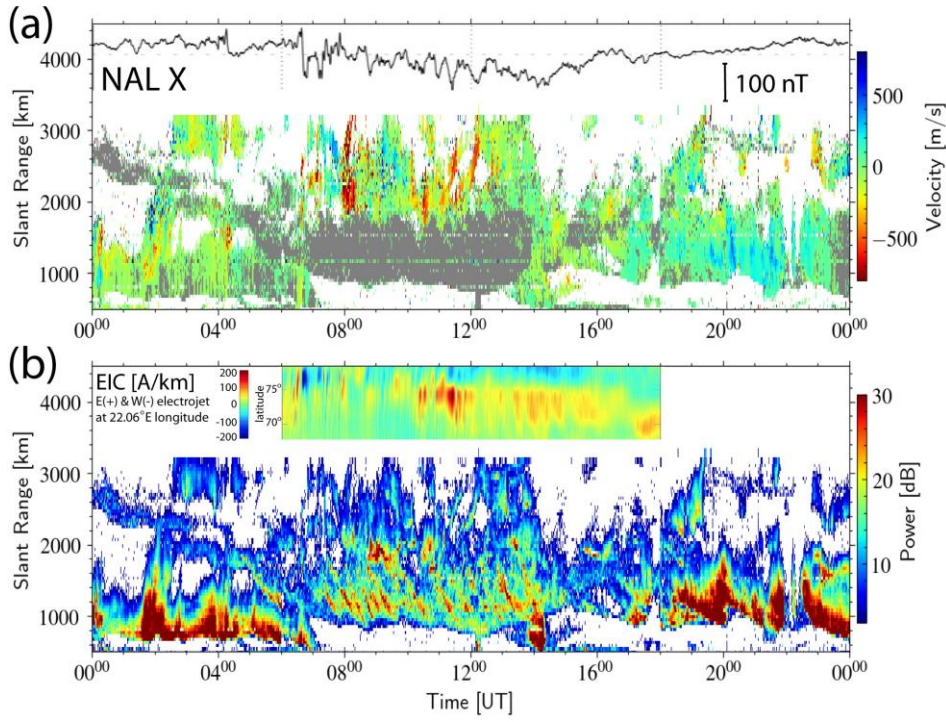 (a)
4000
3000
2000
1000
Slant Range [km]
NAL X
100 nT
500
0
−500
Velocity [m/s]
00⁰⁰ 04⁰⁰ 08⁰⁰ 12⁰⁰ 16⁰⁰ 20⁰⁰ 00⁰⁰
(b)
4000
3000
2000
1000
Slant Range [km]
EIC [A/km]
E(+) & W(-) electrojet
at 22.06°E longitude
200
100
0
-100
-200
latitude
75°
70°
30
20
10
Power [dB]
00⁰⁰ 04⁰⁰ 08⁰⁰ 12⁰⁰ 16⁰⁰ 20⁰⁰ 00⁰⁰
Time [UT]